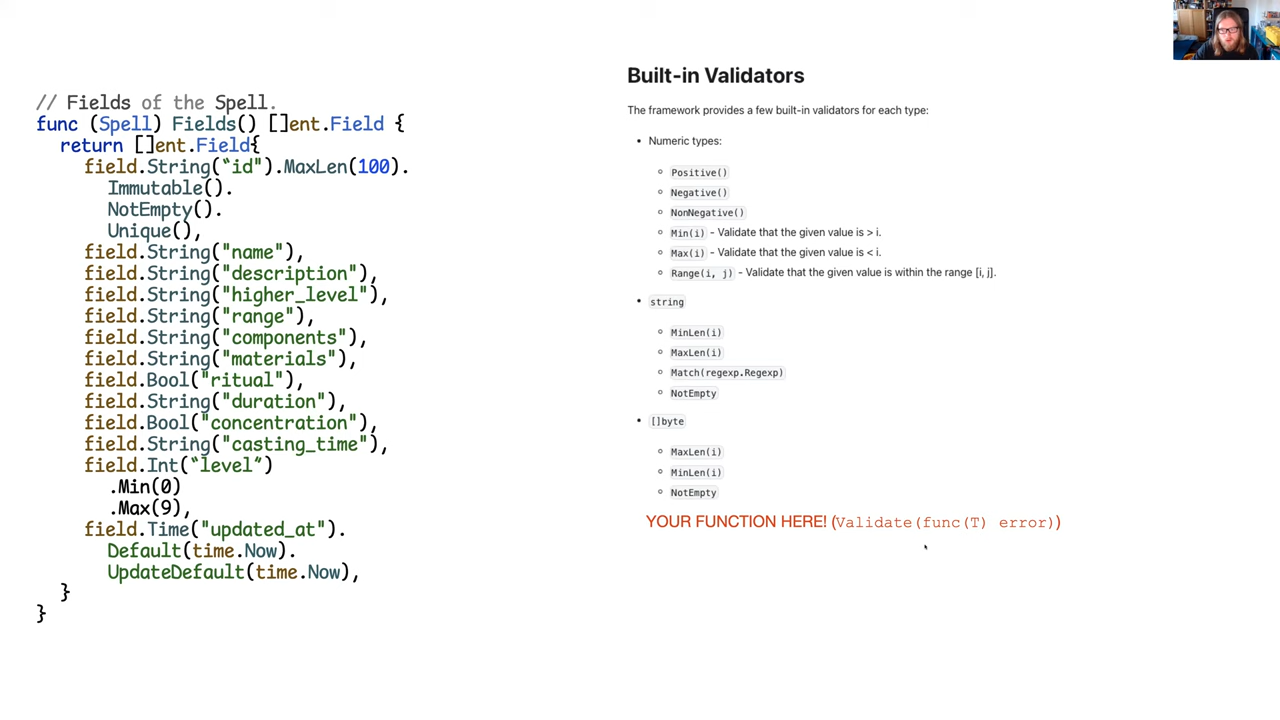 // Fields of the Spell.
func (Spell) Fields() []ent.Field {
return []ent.Field{
field.String(“id").MaxLen(100).
Immutable().
NotEmpty().
Unique(),
field.String("name"),
field.String("description"),
field.String("higher_level"),
field.String("range"),
field.String("components"),
field.String("materials"),
field.Bool("ritual"),
field.String("duration"),
field.Bool("concentration"),
field.String("casting_time"),
field.Int(“level“)
.Min(0)
.Max(9),
field.Time("updated_at").
Default(time.Now).
UpdateDefault(time.Now),
}
}
Built-in Validators
The framework provides a few built-in validators for each type:
• Numeric types:
Positive()
Negative()
NonNegative()
Min(i) - Validate that the given value is > i.
Max(i) - Validate that the given value is < i.
Range(i, j) - Validate that the given value is within the range [i, j].
• string
MinLen(i)
MaxLen(i)
Match(regexp.Regexp)
NotEmpty
• []byte
MaxLen(i)
MinLen(i)
NotEmpty
YOUR FUNCTION HERE! (Validate(func(T) error))